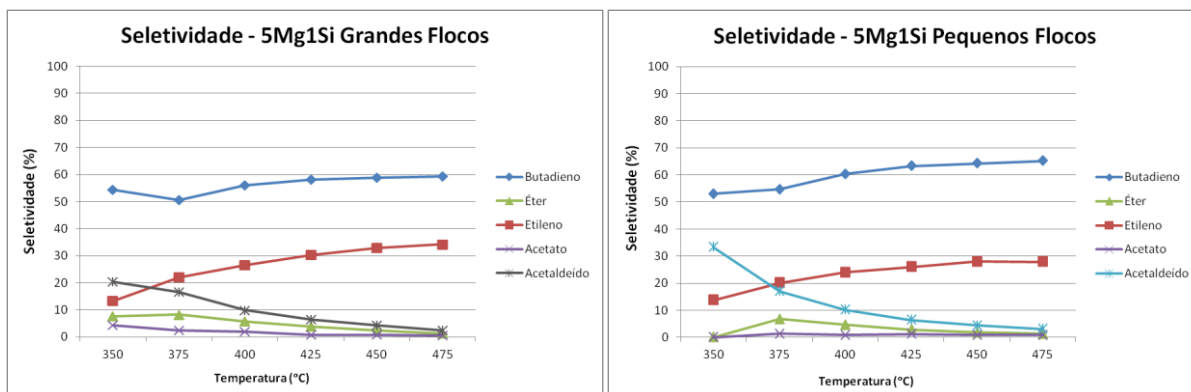 Seletividade - 5Mg1Si Grandes Flocos
100
90
80
70
60
50
40
30
20
10
0
Seletividade (%)
350 375 400 425 450 475
Temperatura (°C)
Butadieno
Éter
Etileno
Acetato
Acetaldeído
Seletividade - 5Mg1Si Pequenos Flocos
100
90
80
70
60
50
40
30
20
10
0
Seletividade (%)
350 375 400 425 450 475
Temperatura (°C)
Butadieno
Éter
Etileno
Acetato
Acetaldeído